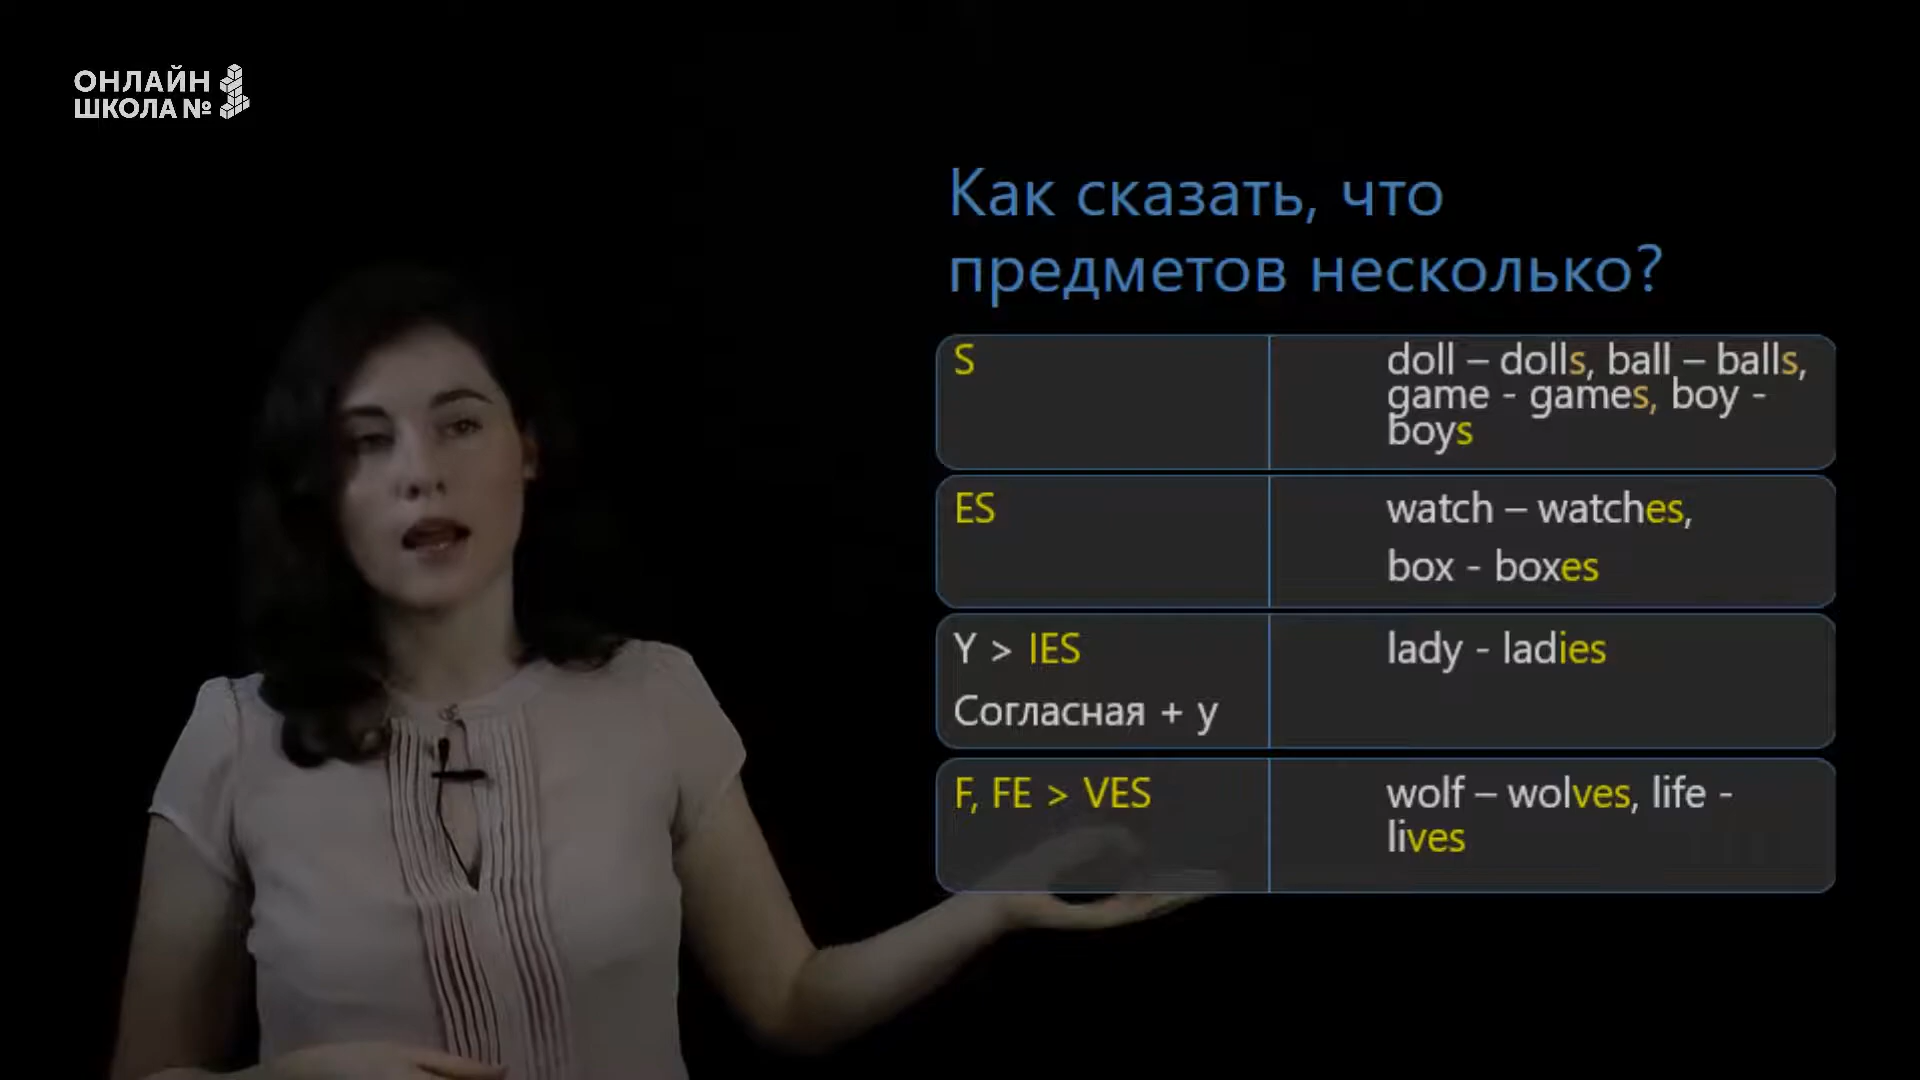 ОНЛАЙН
ШКОЛА №
Как сказать, что
предметов несколько?
S
doll – dolls, ball – balls,
game - games, boy -
boys
ES
watch – watches,
box - boxes
Y > IES
Согласная + y
lady - ladies
F, FE > VES
wolf – wolves, life -
lives